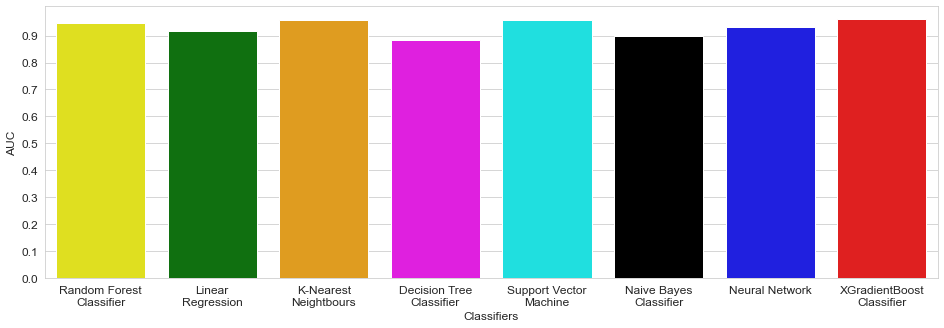 AUC
0.9
0.8
0.7
0.6
0.5
0.4
0.3
0.2
0.1
0.0
Random Forest
Classifier
Linear
Regression
K-Nearest
Neightbours
Decision Tree
Classifier
Support Vector
Machine
Naive Bayes
Classifier
Neural Network
XGradientBoost
Classifier
Classifiers